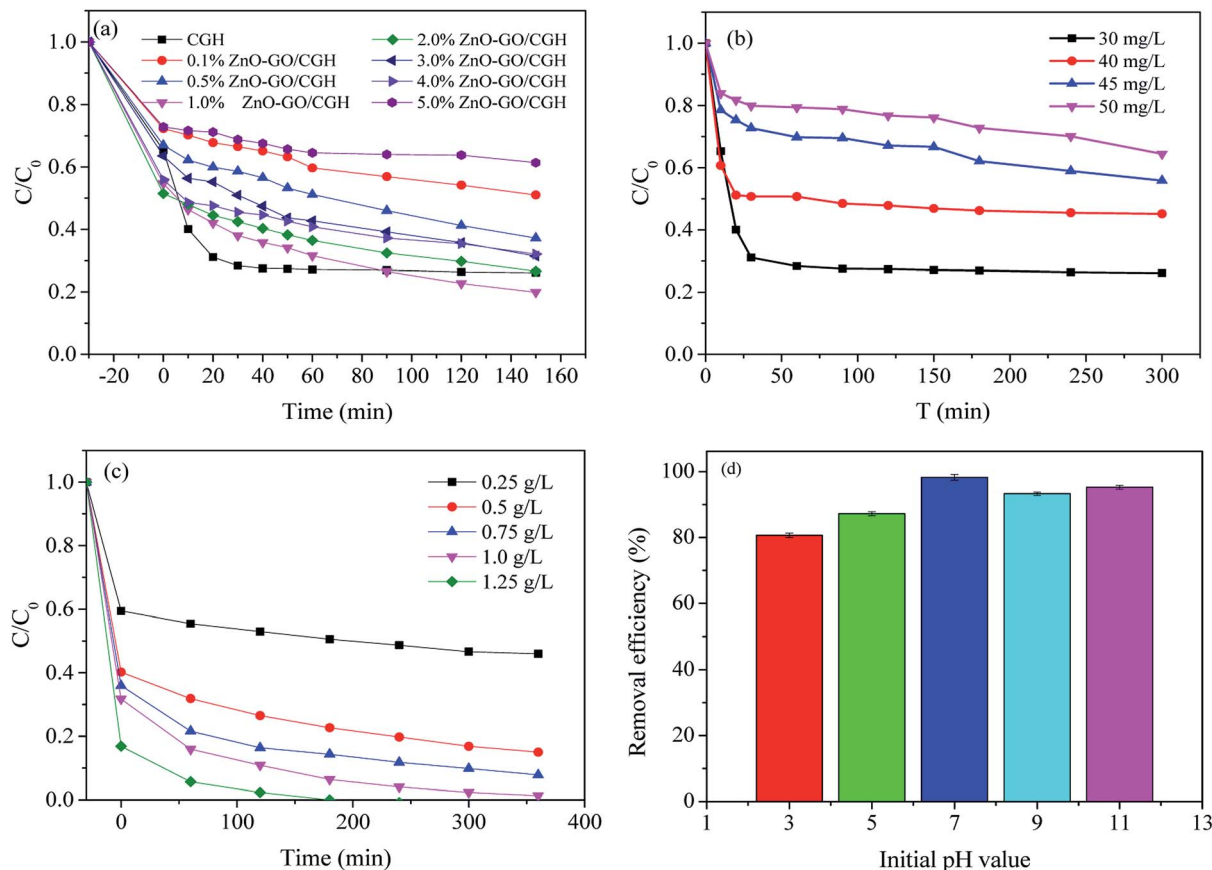 (a)
CGH
0.1% ZnO-GO/CGH
0.5% ZnO-GO/CGH
1.0% ZnO-GO/CGH
2.0% ZnO-GO/CGH
3.0% ZnO-GO/CGH
4.0% ZnO-GO/CGH
5.0% ZnO-GO/CGH
1.0
0.8
0.6
0.4
0.2
0.0
C/C0
-20 0 20 40 60 80 100 120 140 160
Time (min)
(b)
30 mg/L
40 mg/L
45 mg/L
50 mg/L
1.0
0.8
0.6
0.4
0.2
0.0
C/C0
0 50 100 150 200 250 300
T (min)
(c)
0.25 g/L
0.5 g/L
0.75 g/L
1.0 g/L
1.25 g/L
1.0
0.8
0.6
0.4
0.2
0.0
C/C0
0 100 200 300 400
Time (min)
(d)
100
80
60
40
20
0
Removal efficiency (%)
1 3 5 7 9 11 13
Initial pH value